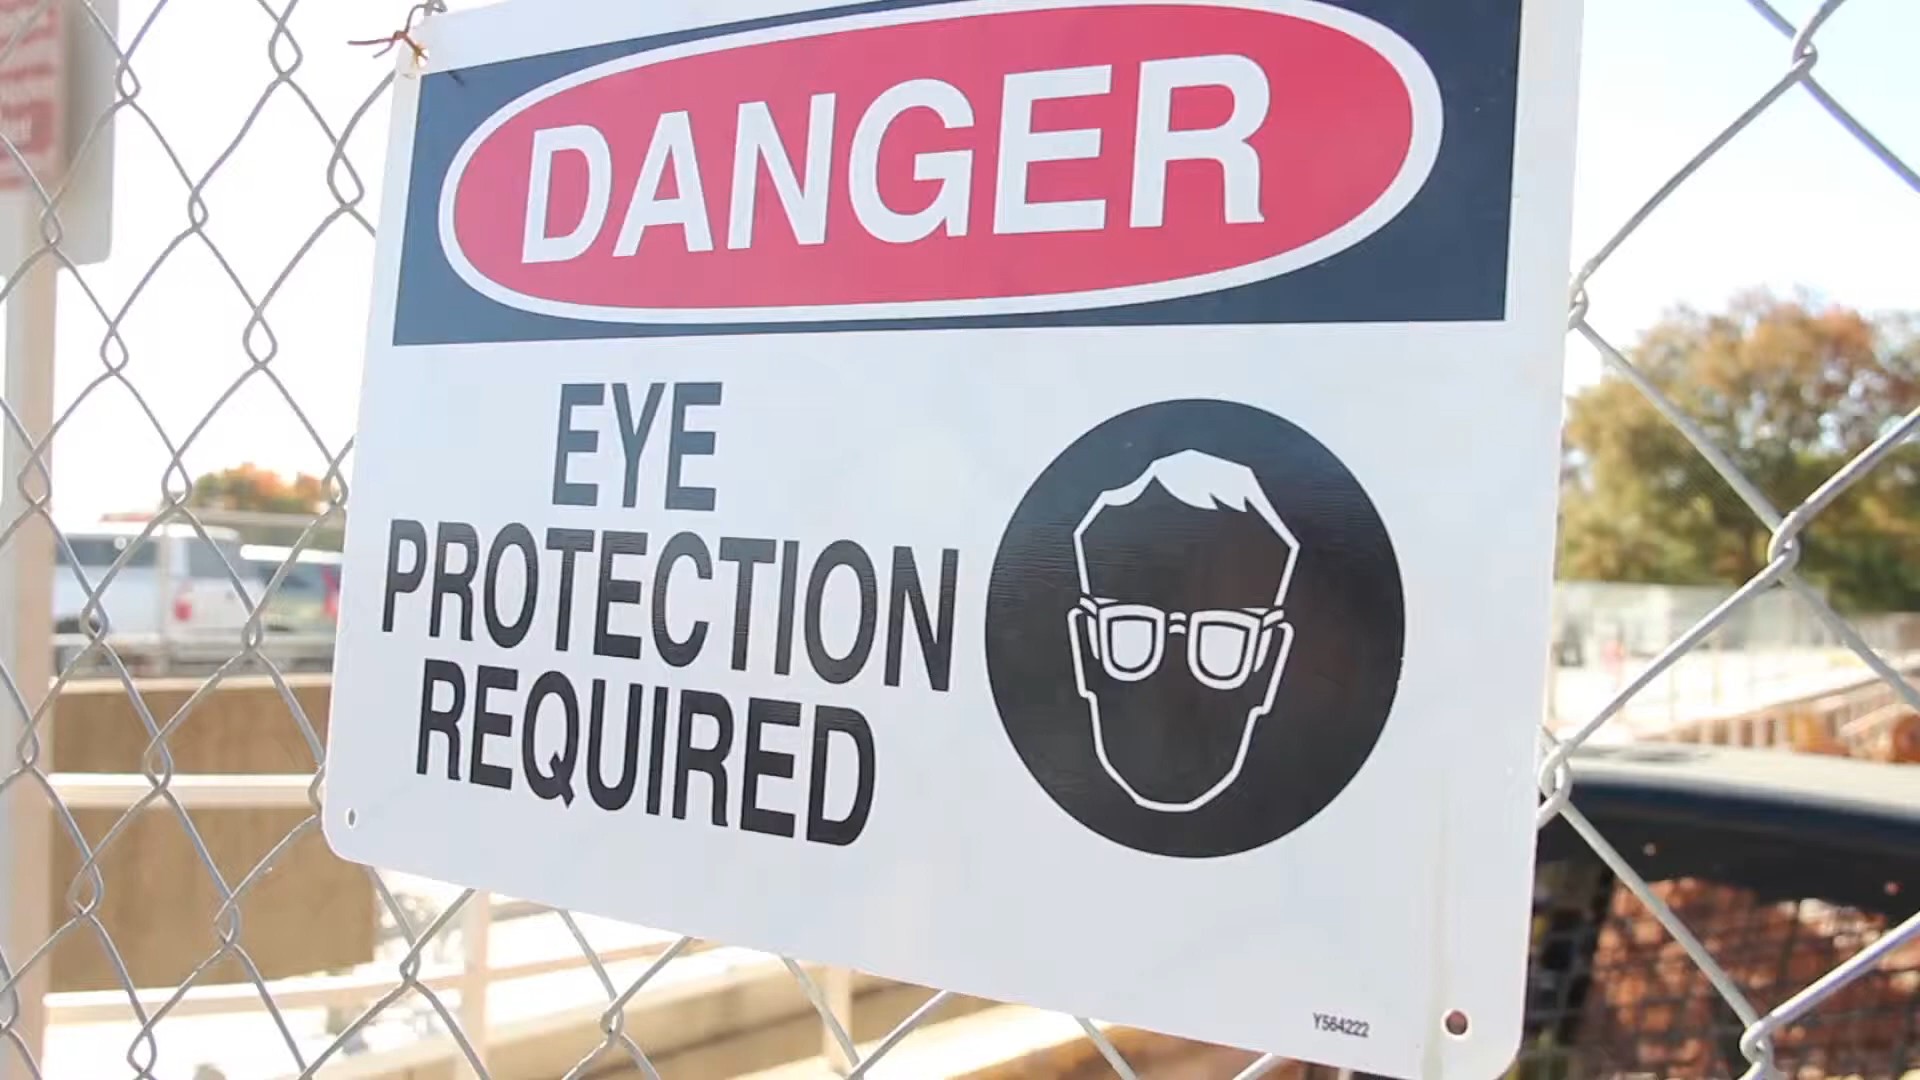 DANGER
EYE
PROTECTION
REQUIRED
Y564222